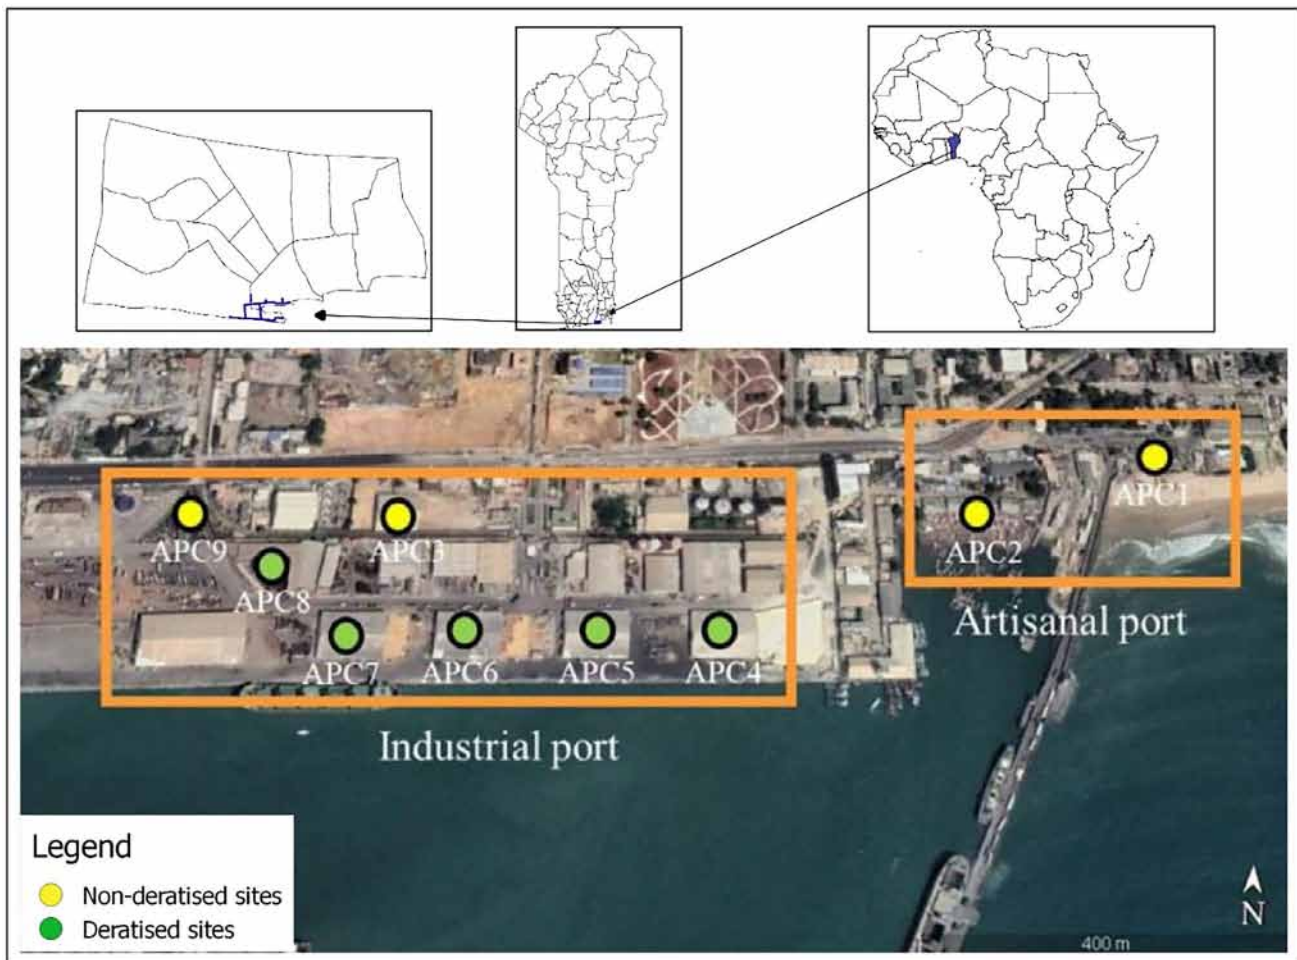 APC1
APC9
APC3
APC2
APC8
Artisanal port
APC7
APC6
APC5
APC4
Industrial port
Legend
Non-deratised sites
Deratised sites
N
400 m